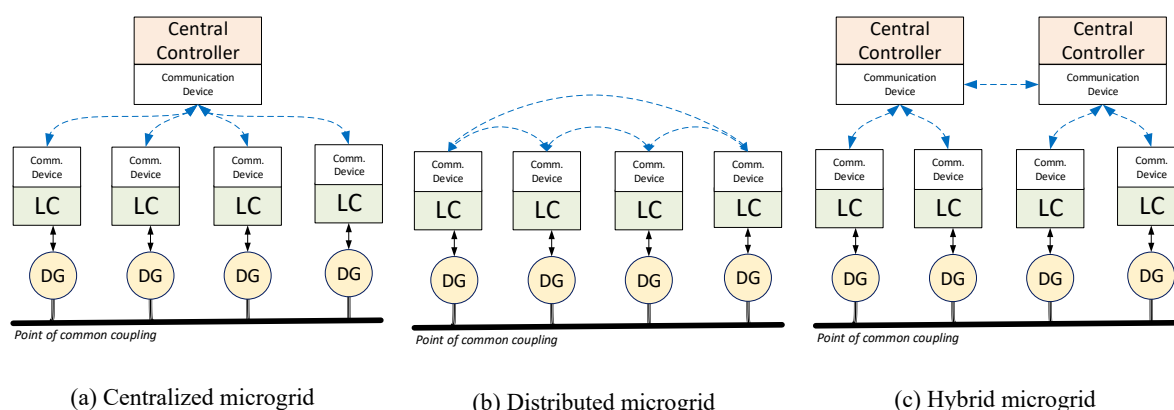 Central
Controller
Communication
Device
Comm.
Device
LC
DG
Comm.
Device
LC
DG
Comm.
Device
LC
DG
Comm.
Device
LC
DG
Point of common coupling
(a) Centralized microgrid
Comm.
Device
LC
DG
Comm.
Device
LC
DG
Comm.
Device
LC
DG
Comm.
Device
LC
DG
Point of common coupling
(b) Distributed microgrid
Central
Controller
Communication
Device
Central
Controller
Communication
Device
Comm.
Device
LC
DG
Comm.
Device
LC
DG
Comm.
Device
LC
DG
Comm.
Device
LC
DG
Point of common coupling
(c) Hybrid microgrid